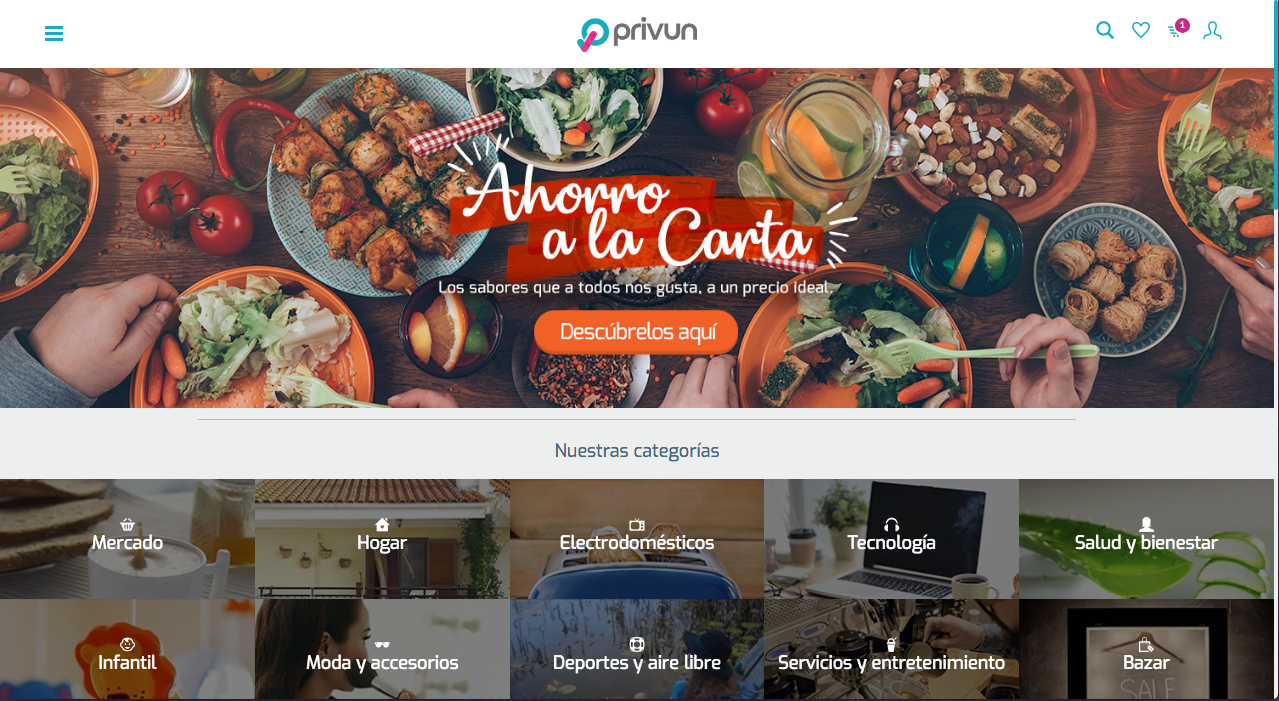 privun
1
Ahorro
a la Carta
Los sabores que a todos nos gusta, a un precio ideal.
Descúbrelos aquí
Nuestras categorías
Mercado
Hogar
Electrodomésticos
Tecnología
Salud y bienestar
Infantil
Moda y accesorios
Deportes y aire libre
Servicios y entretenimiento
Bazar
SALE